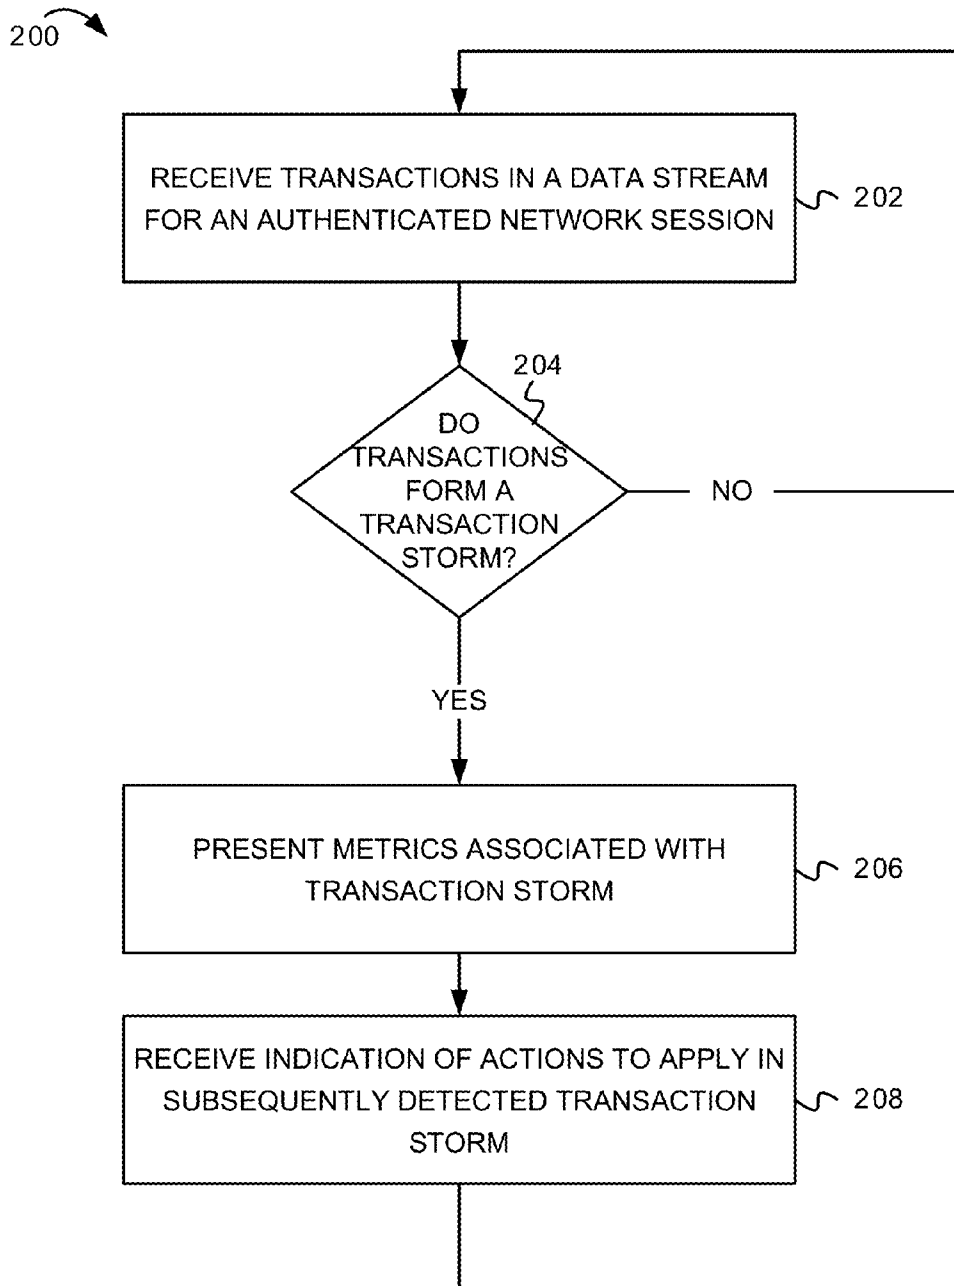 200
RECEIVE TRANSACTIONS IN A DATA STREAM
FOR AN AUTHENTICATED NETWORK SESSION
202
204
DO
TRANSACTIONS
FORM A
TRANSACTION
STORM?
NO
YES
PRESENT METRICS ASSOCIATED WITH
TRANSACTION STORM
206
RECEIVE INDICATION OF ACTIONS TO APPLY IN
SUBSEQUENTLY DETECTED TRANSACTION
STORM
208